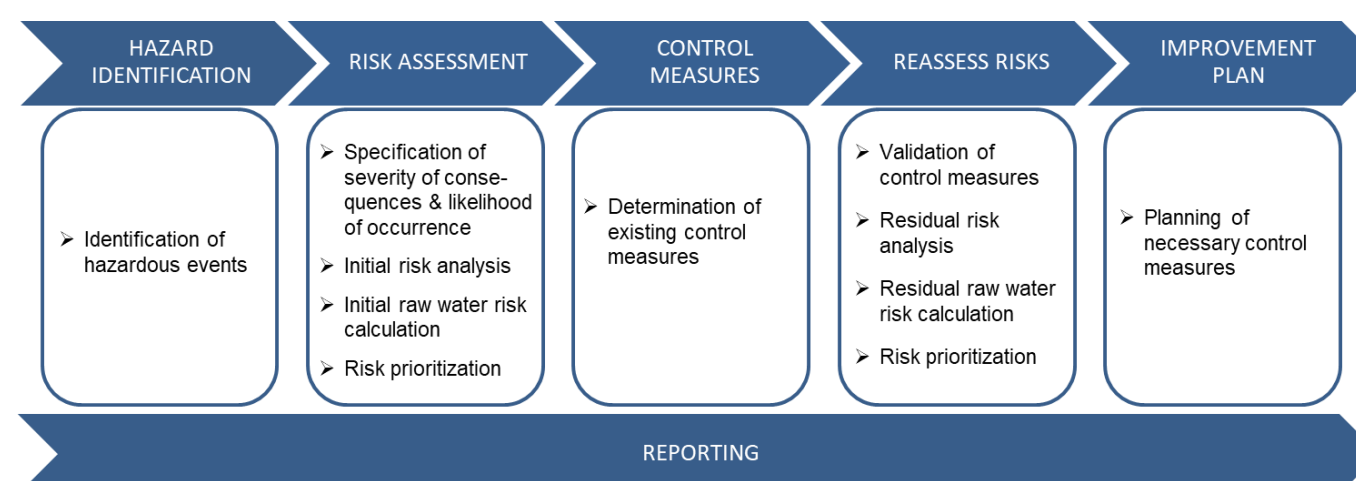 HAZARD
IDENTIFICATION
RISK ASSESSMENT
CONTROL
MEASURES
REASSESS RISKS
IMPROVEMENT
PLAN
➢ Identification of
hazardous events
➢ Specification of
severity of conse-
quences & likelihood
of occurrence
➢ Initial risk analysis
➢ Initial raw water risk
calculation
➢ Risk prioritization
➢ Determination of
existing control
measures
➢ Validation of
control measures
➢ Residual risk
analysis
➢ Residual raw water
risk calculation
➢ Risk prioritization
➢ Planning of
necessary control
measures
REPORTING